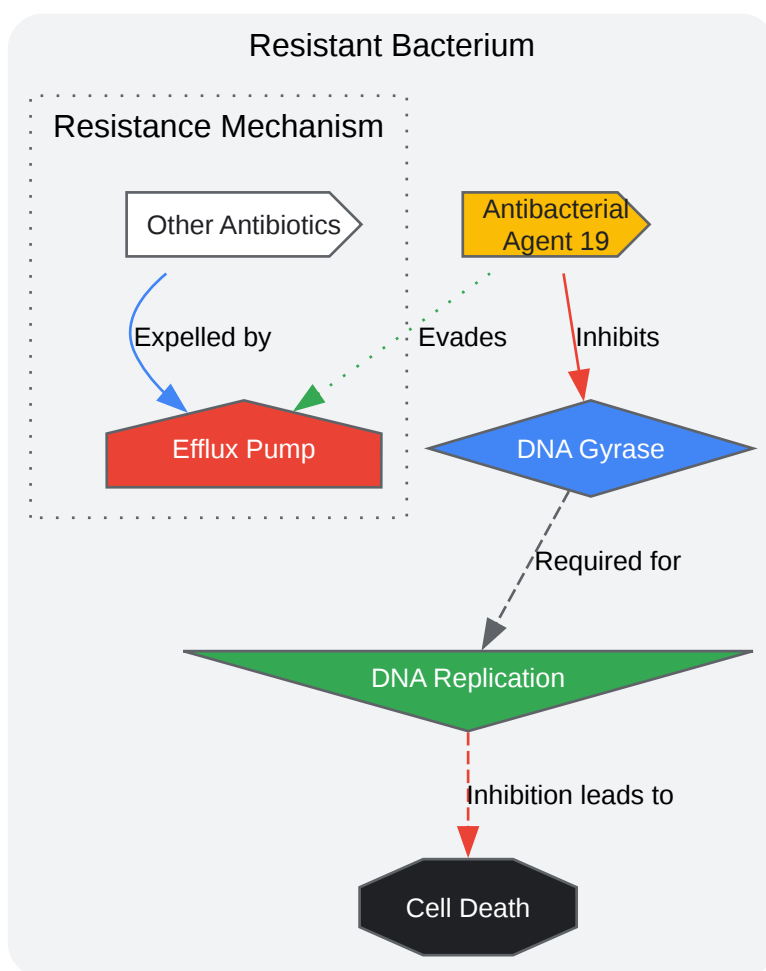 Resistant Bacterium
Resistance Mechanism
Other Antibiotics
Antibacterial
Agent 19
Expelled by
Evades
Inhibits
Efflux Pump
DNA Gyrase
Required for
DNA Replication
Inhibition leads to
Cell Death